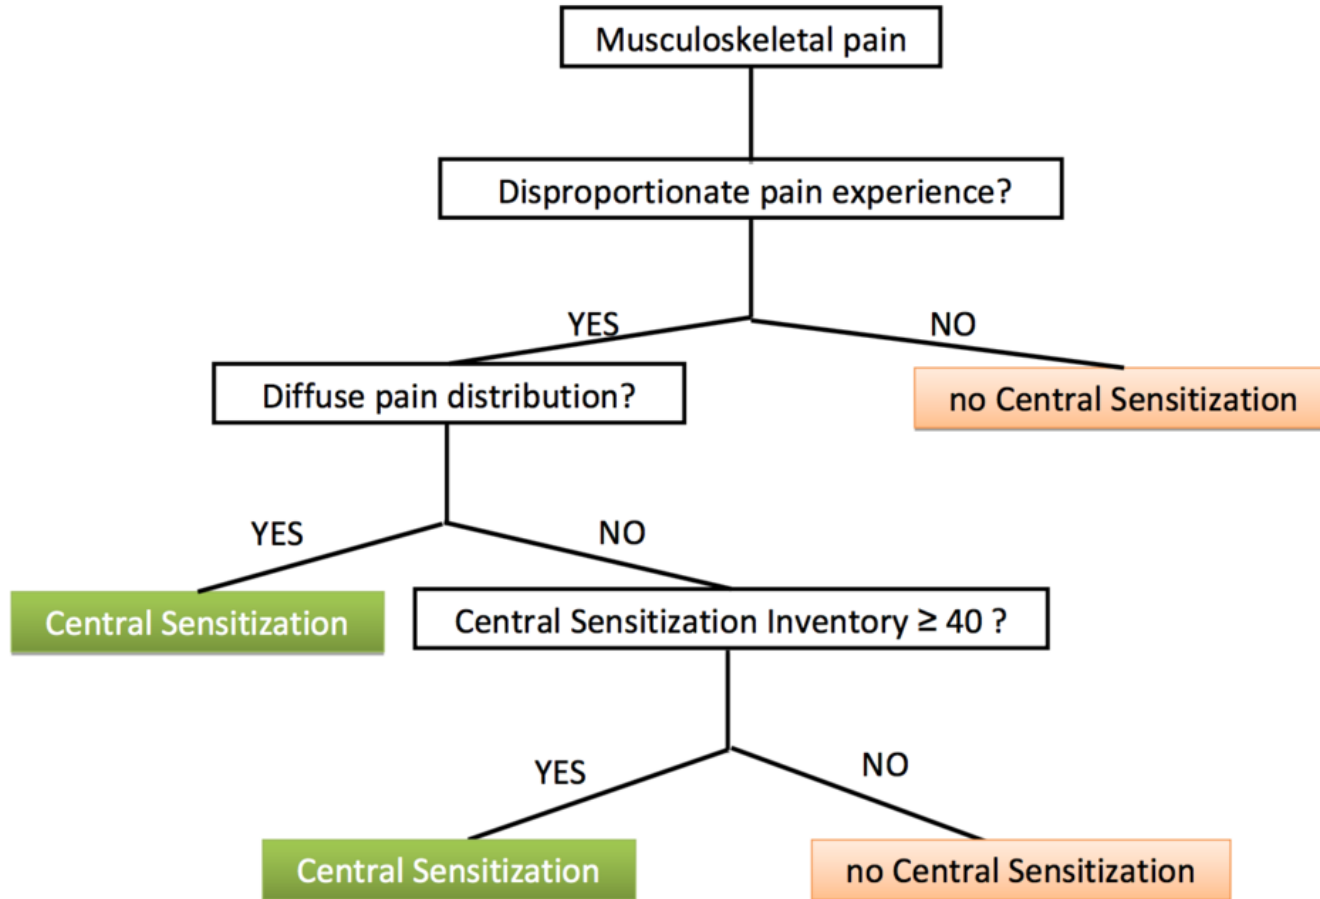 Musculoskeletal pain
Disproportionate pain experience?
YES
NO
Diffuse pain distribution?
no Central Sensitization
YES
NO
Central Sensitization
Central Sensitization Inventory ≥ 40 ?
YES
NO
Central Sensitization
no Central Sensitization